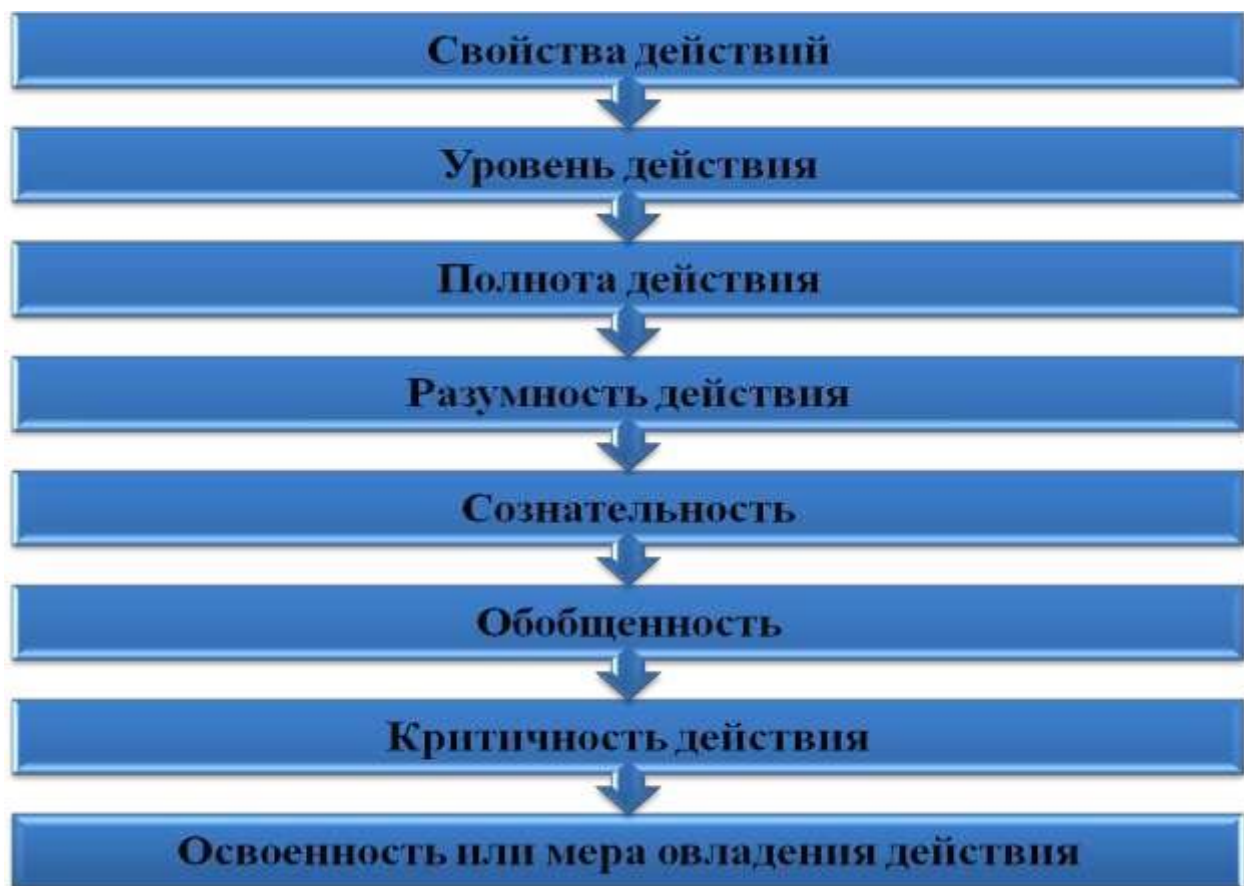 Свойства действий
Уровень действия
Полнота действия
Разумность действия
Сознательность
Обобщенность
Критичность действия
Освоенность или мера овладения действия